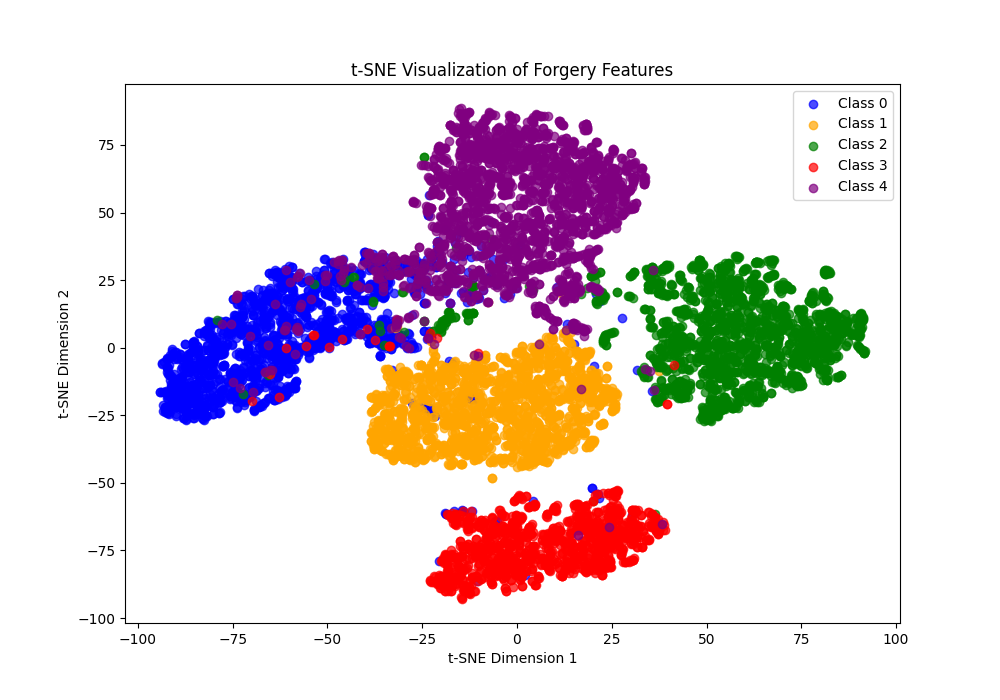 t-SNE Visualization of Forgery Features
Class 0
Class 1
Class 2
Class 3
Class 4
75
50
25
0
−25
−50
−75
−100
t-SNE Dimension 2
−100 −75 −50 −25 0 25 50 75 100
t-SNE Dimension 1